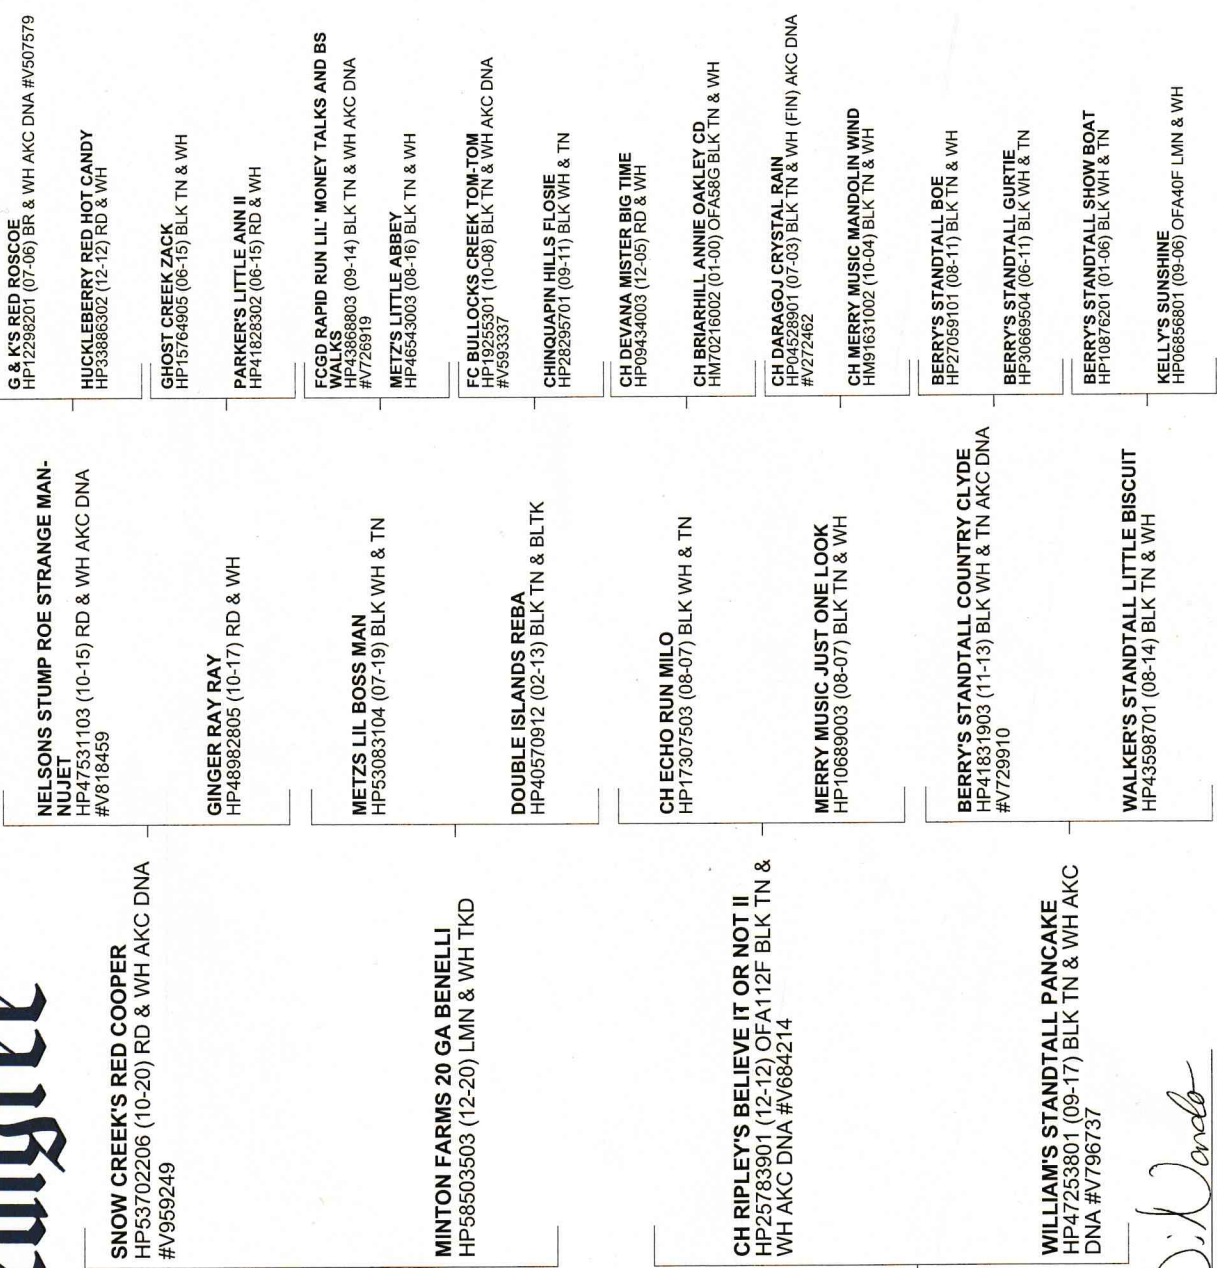 SNOW CREEK'S RED COOPER
HP53702206 (10-20) RD & WH AKC DNA
#V959249
MINTON FARMS 20 GA BENELLI
HP58503503 (12-20) LMN & WH TKD
CH RIPLEY'S BELIEVE IT OR NOT II
HP25783901 (12-12) OFA112F BLK TN &
WH AKC DNA #V684214
WILLIAM'S STANDTALL PANCAKE
HP47253801 (09-17) BLK TN & WH AKC
DNA #V796737
NELSONS STUMP ROE STRANGE MAN-
NUJET
HP47531103 (10-15) RD & WH AKC DNA
#V818459
GINGER RAY RAY
HP48982805 (10-17) RD & WH
METZS LIL BOSS MAN
HP53083104 (07-19) BLK WH & TN
DOUBLE ISLANDS REBA
HP40570912 (02-13) BLK TN & BLTK
CH ECHO RUN MILO
HP17307503 (08-07) BLK WH & TN
MERRY MUSIC JUST ONE LOOK
HP10689003 (08-07) BLK TN & WH
BERRY'S STANDTALL COUNTRY CLYDE
HP41831903 (11-13) BLK WH & TN AKC DNA
#V729910
WALKER'S STANDTALL LITTLE BISCUIT
HP43598701 (08-14) BLK TN & WH
G & K'S RED ROSCOE
HP12298201 (07-06) BR & WH AKC DNA #V507579
HUCKLEBERRY RED HOT CANDY
HP33886302 (12-12) RD & WH
GHOST CREEK ZACK
HP15764905 (06-15) BLK TN & WH
PARKER'S LITTLE ANN II
HP41828302 (06-15) RD & WH
FCGD RAPID RUN LIL' MONEY TALKS AND BS
WALKS
HP43868803 (09-14) BLK TN & WH AKC DNA
#V726919
METZ'S LITTLE ABBEY
HP46543003 (08-16) BLK TN & WH
FC BULLOCKS CREEK TOM-TOM
HP19255301 (10-08) BLK TN & WH AKC DNA
#V593337
CHINQUAPIN HILLS FLOSIE
HP28295701 (09-11) BLK WH & TN
CH DEVANA MISTER BIG TIME
HP09434003 (12-05) RD & WH
CH BRIARHILL ANNIE OAKLEY CD
HM70216002 (01-00) OFA58G BLK TN & WH
CH DARAGOJ CRYSTAL RAIN
HP04528901 (07-03) BLK TN & WH (FIN) AKC DNA
#V272462
CH MERRY MUSIC MANDOLIN WIND
HM91631002 (10-04) BLK TN & WH
BERRY'S STANDTALL BOE
HP27059101 (08-11) BLK TN & WH
BERRY'S STANDTALL GURTIE
HP30669504 (06-11) BLK WH & TN
BERRY'S STANDTALL SHOW BOAT
HP10876201 (01-06) BLK WH & TN
KELLY'S SUNSHINE
HP06856801 (09-06) OFA40F LMN & WH